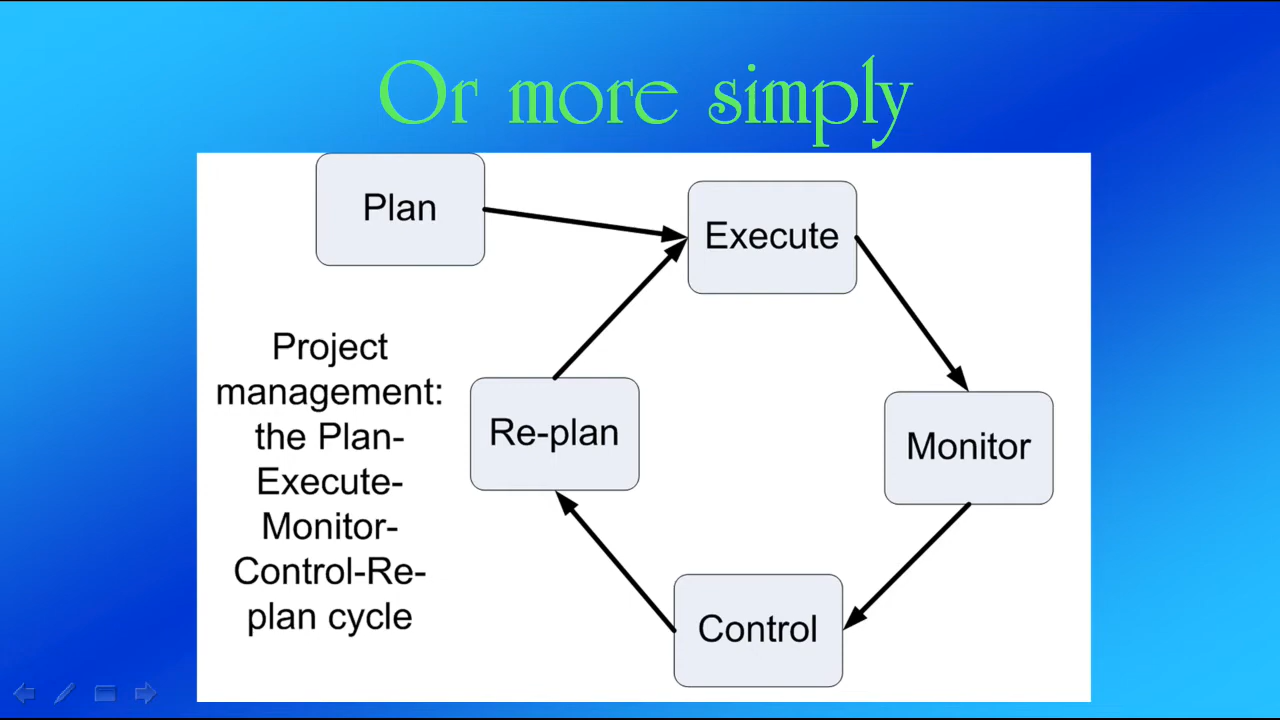 Or more simply
Plan
Execute
Project
management:
the Plan-
Execute-
Monitor-
Control-Re-
plan cycle
Re-plan
Monitor
Control